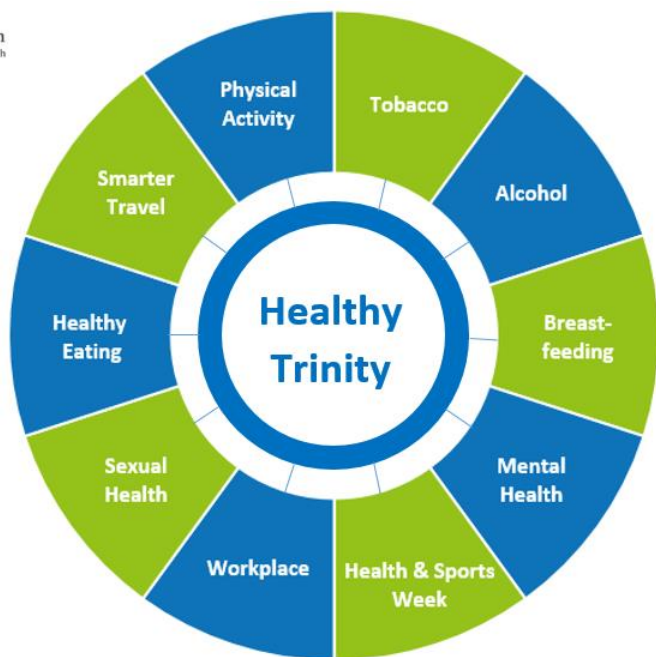 Physical
Activity
Tobacco
Alcohol
Breast-
feeding
Mental
Health
Health & Sports
Week
Workplace
Sexual
Health
Healthy
Eating
Smarter
Travel
Healthy
Trinity